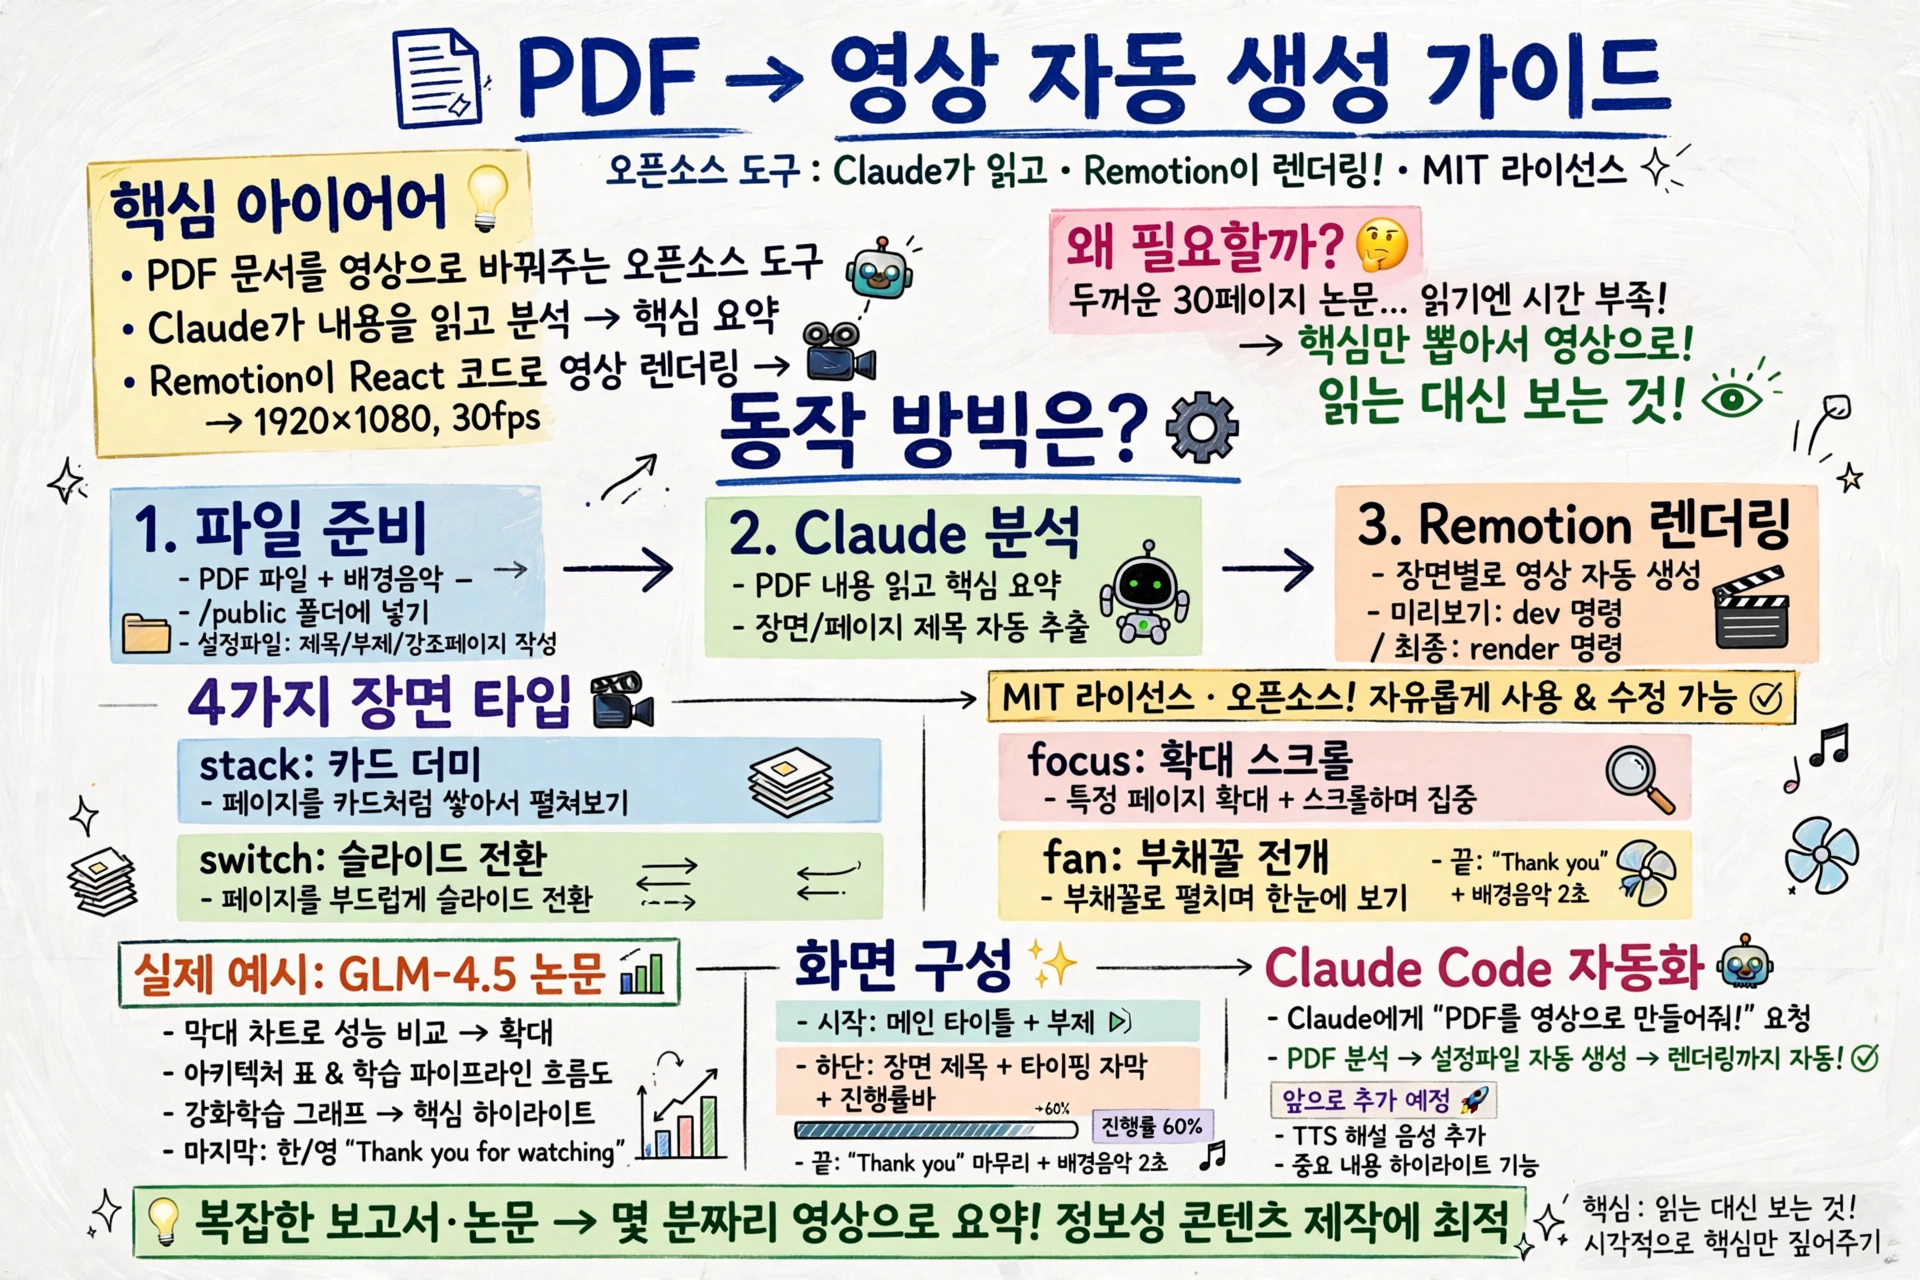 PDF → 영상 자동 생성 가이드
오픈소스 도구 : Claude가 읽고 · Remotion이 렌더링! · MIT 라이선스
핵심 아이어어
• PDF 문서를 영상으로 바꿔주는 오픈소스 도구
• Claude가 내용을 읽고 분석 → 핵심 요약
• Remotion이 React 코드로 영상 렌더링 →
→ 1920×1080, 30fps
왜 필요할까?
두꺼운 30페이지 논문... 읽기엔 시간 부족!
→ 핵심만 뽑아서 영상으로!
읽는 대신 보는 것!
동작 방빅은?
1. 파일 준비
- PDF 파일 + 배경음악 – →
- /public 폴더에 넣기
- 설정파일: 제목/부제/강조페이지 작성
2. Claude 분석
- PDF 내용 읽고 핵심 요약
- 장면/페이지 제목 자동 추출
3. Remotion 렌더링
- 장면별로 영상 자동 생성
- 미리보기: dev 명령
/ 최종: render 명령
4가지 장면 타입
MIT 라이선스 · 오픈소스! 자유롭게 사용 & 수정 가능
stack: 카드 더미
- 페이지를 카드처럼 쌓아서 펼쳐보기
switch: 슬라이드 전환
- 페이지를 부드럽게 슬라이드 전환
focus: 확대 스크롤
- 특정 페이지 확대 + 스크롤하며 집중
fan: 부채꼴 전개
- 부채꼴로 펼치며 한눈에 보기
- 끝: “Thank you”
+ 배경음악 2초
실제 예시: GLM-4.5 논문
- 막대 차트로 성능 비교 → 확대
- 아키텍처 표 & 학습 파이프라인 흐름도
- 강화학습 그래프 → 핵심 하이라이트
- 마지막: 한/영 “Thank you for watching”
화면 구성
- 시작: 메인 타이틀 + 부제
- 하단: 장면 제목 + 타이핑 자막
+ 진행률바
→60%
진행률 60%
- 끝: “Thank you” 마무리 + 배경음악 2초
Claude Code 자동화
- Claude에게 “PDF를 영상으로 만들어줘!” 요청
- PDF 분석 → 설정파일 자동 생성 → 렌더링까지 자동!
앞으로 추가 예정
- TTS 해설 음성 추가
- 중요 내용 하이라이트 기능
복잡한 보고서·논문 → 몇 분짜리 영상으로 요약! 정보성 콘텐츠 제작에 최적
핵심 : 읽는 대신 보는 것!
시각적으로 핵심만 짚어주기